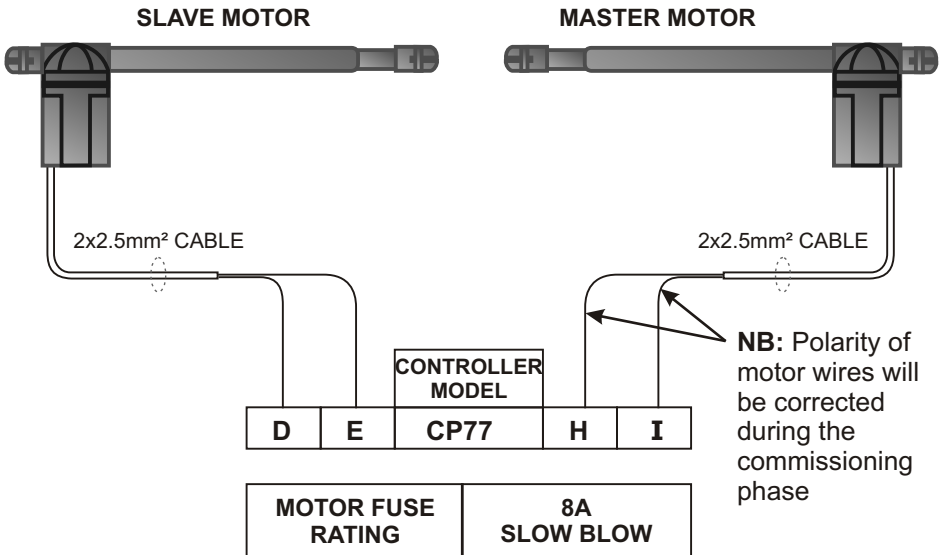 SLAVE MOTOR
MASTER MOTOR
2x2.5mm² CABLE
2x2.5mm² CABLE
NB: Polarity of
motor wires will
be corrected
during the
commissioning
phase
CONTROLLER
MODEL
D E CP77 H I
MOTOR FUSE
RATING
8A
SLOW BLOW